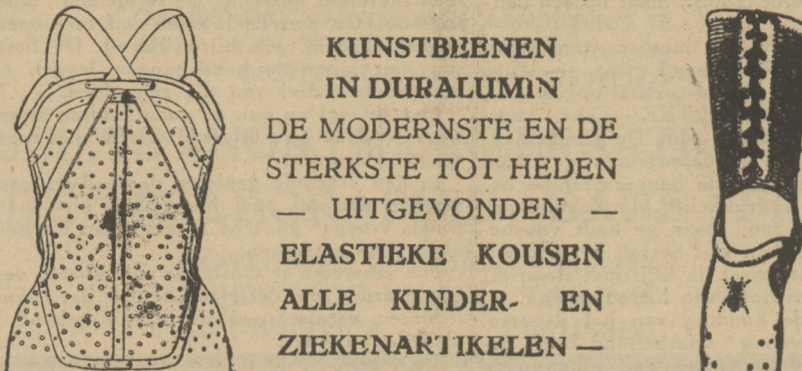 KUNSTBEENEN
IN DURALUMIN
DE MODERNSTE EN DE
STERKSTE TOT HEDEN
— UITGEVONDEN —
ELASTIEKE KOUSEN
ALLE KINDER- EN
ZIEKENARTIKELEN —